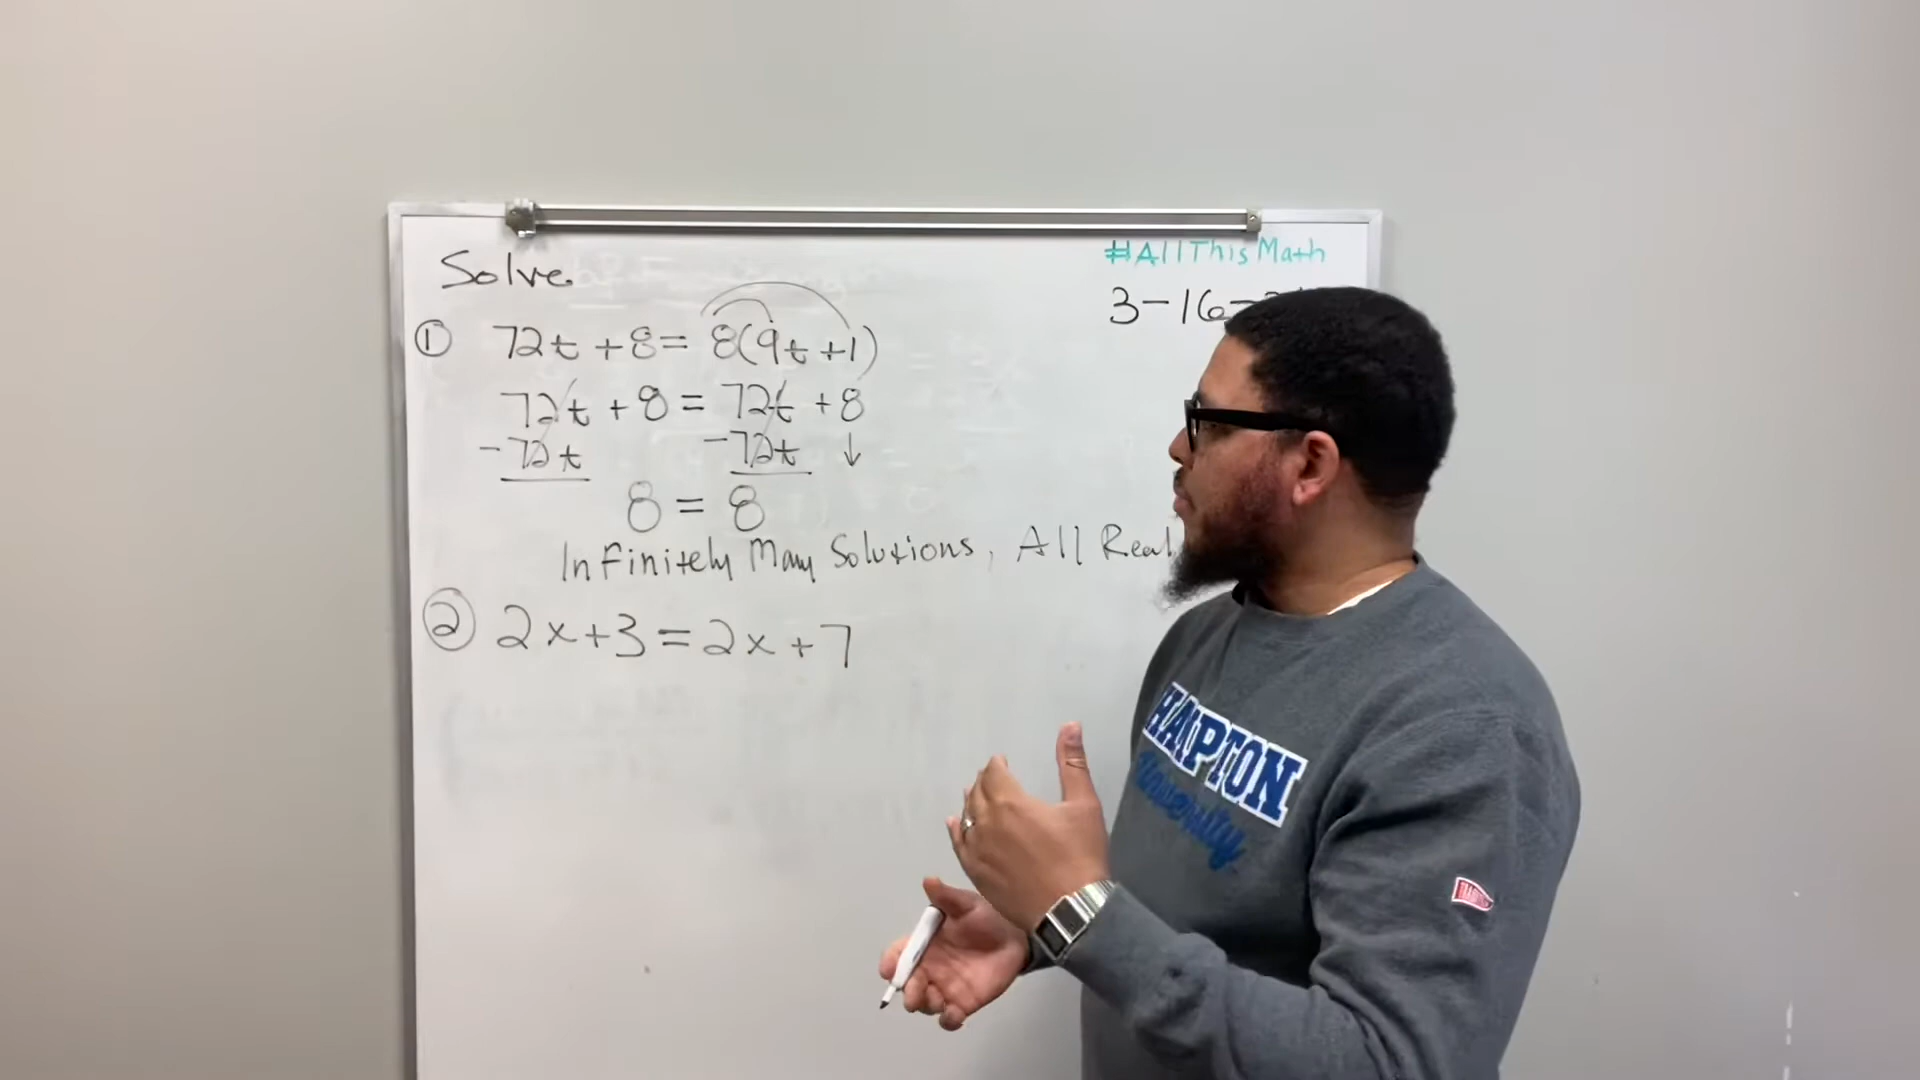 Solve
#AllThisMath
3-16-
① 72t + 8 = 8(9t + 1)
72t + 8 = 72t + 8
-72t -72t ↓
8 = 8
Infinitely Many Solutions, All Real
② 2x + 3 = 2x + 7
HAMPTON
University